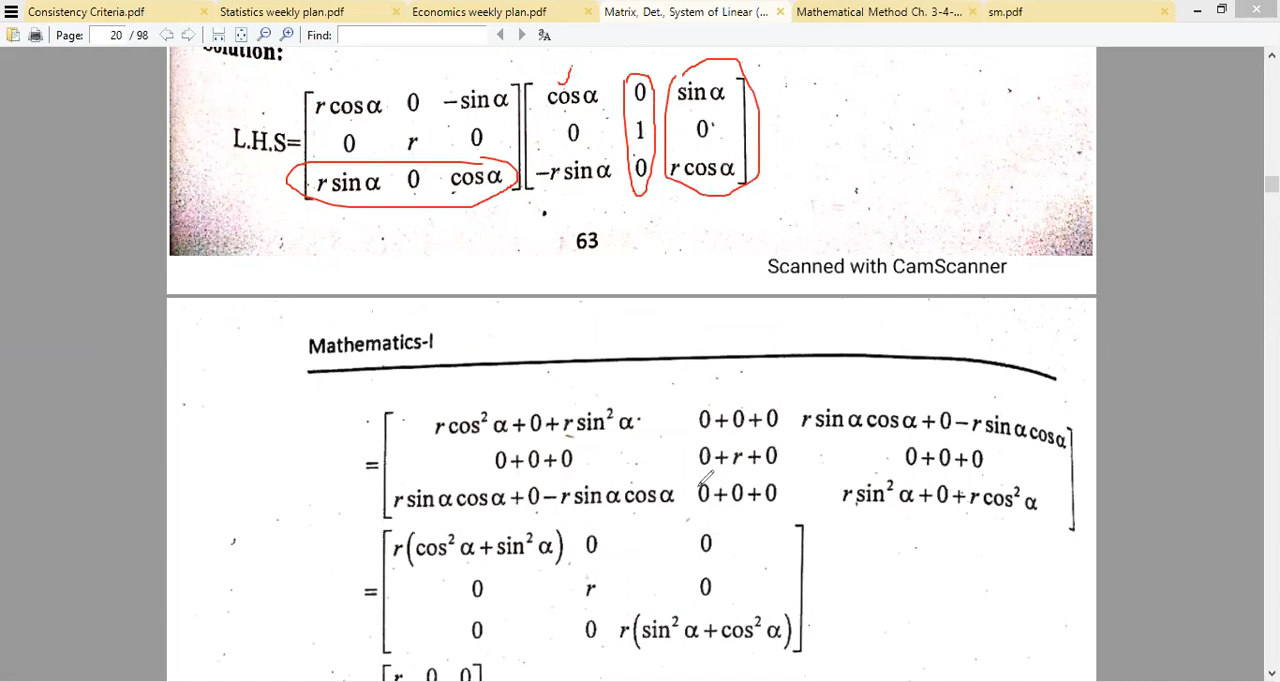 Consistency Criteria.pdf × Statistics weekly plan.pdf × Economics weekly plan.pdf × Matrix, Det., System of Linear (... × Mathematical Method Ch. 3-4-... × sm.pdf ×
Page: 20 / 98 Find:
Solution:
L.H.S= [r cos α 0 −sin α] [cos α 0 sin α]
[0 r 0] [0 1 0]
[r sin α 0 cos α] [−r sin α 0 r cos α]
63
Scanned with CamScanner
Mathematics-I
= [r cos² α + 0 + r sin² α 0+0+0 r sin α cos α + 0 − r sin α cos α]
[0+0+0 0+r+0 0+0+0]
[r sin α cos α + 0 − r sin α cos α 0+0+0 r sin² α + 0 + r cos² α]
= [r(cos² α + sin² α) 0 0]
[0 r 0]
[0 0 r(sin² α + cos² α)]
[r 0 0]